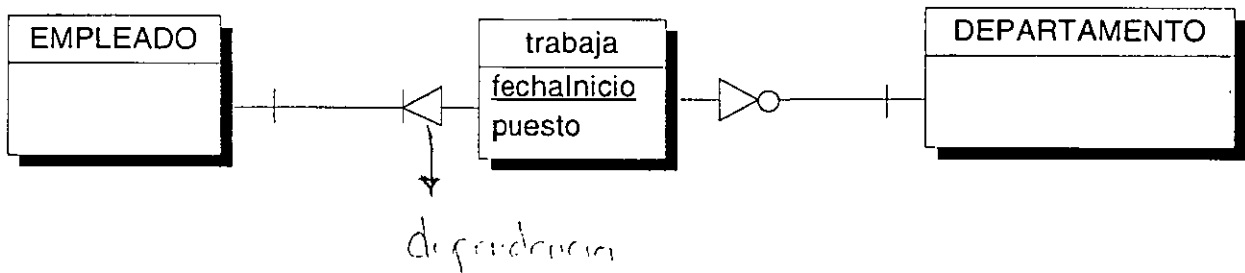 EMPLEADO
trabaja
fechaInicio
puesto
DEPARTAMENTO
dependencia